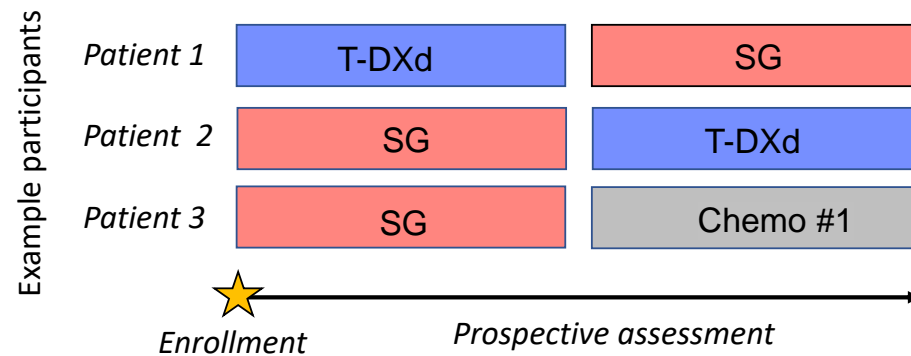 Example participants
Patient 1
T-DXd
SG
Patient 2
SG
T-DXd
Patient 3
SG
Chemo #1
Enrollment
Prospective assessment